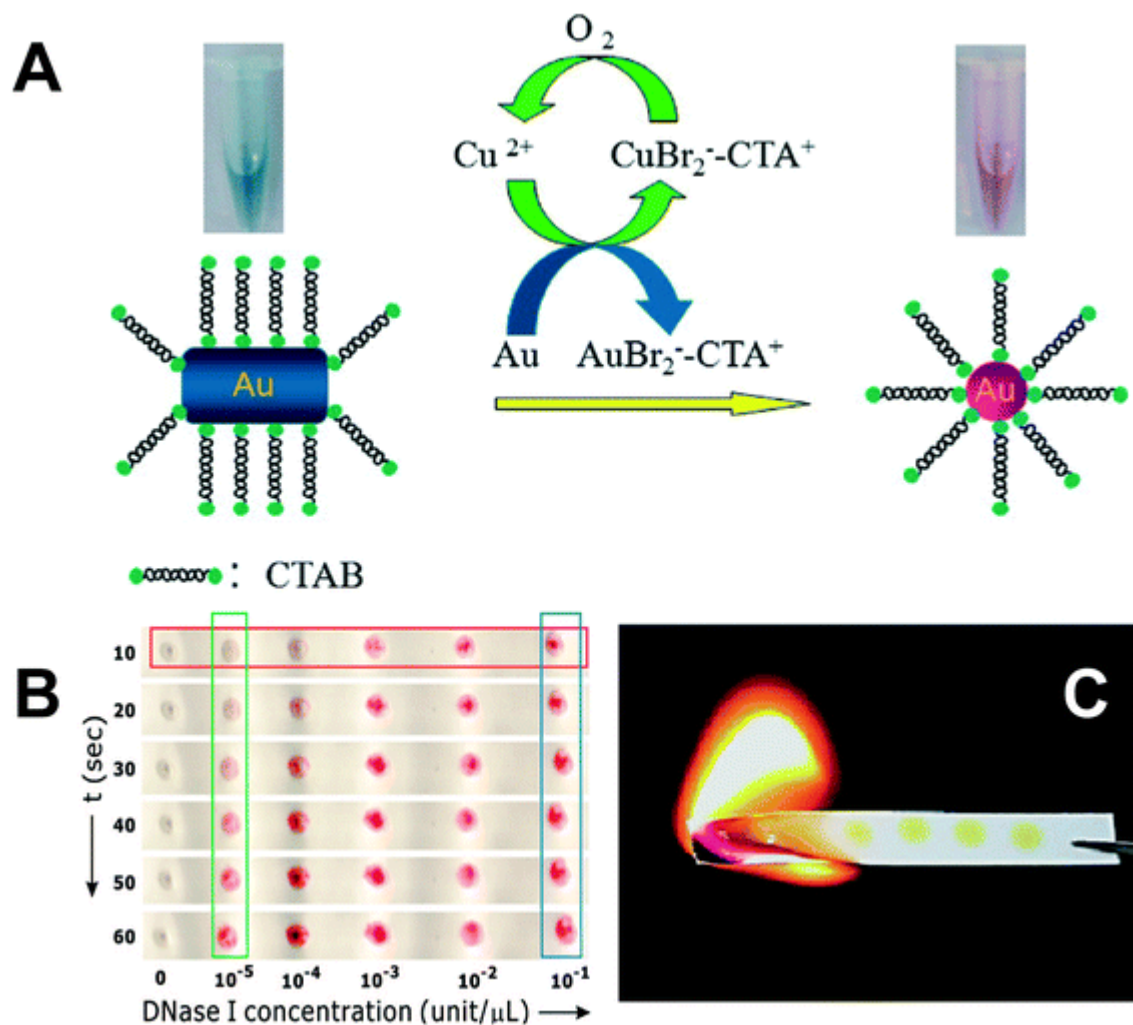 A
O 2
Cu 2+ CuBr2--CTA+
Au AuBr2--CTA+
Au
Au
: CTAB
B
t (sec)
10
20
30
40
50
60
0 10-5 10-4 10-3 10-2 10-1
DNase I concentration (unit/μL)
C